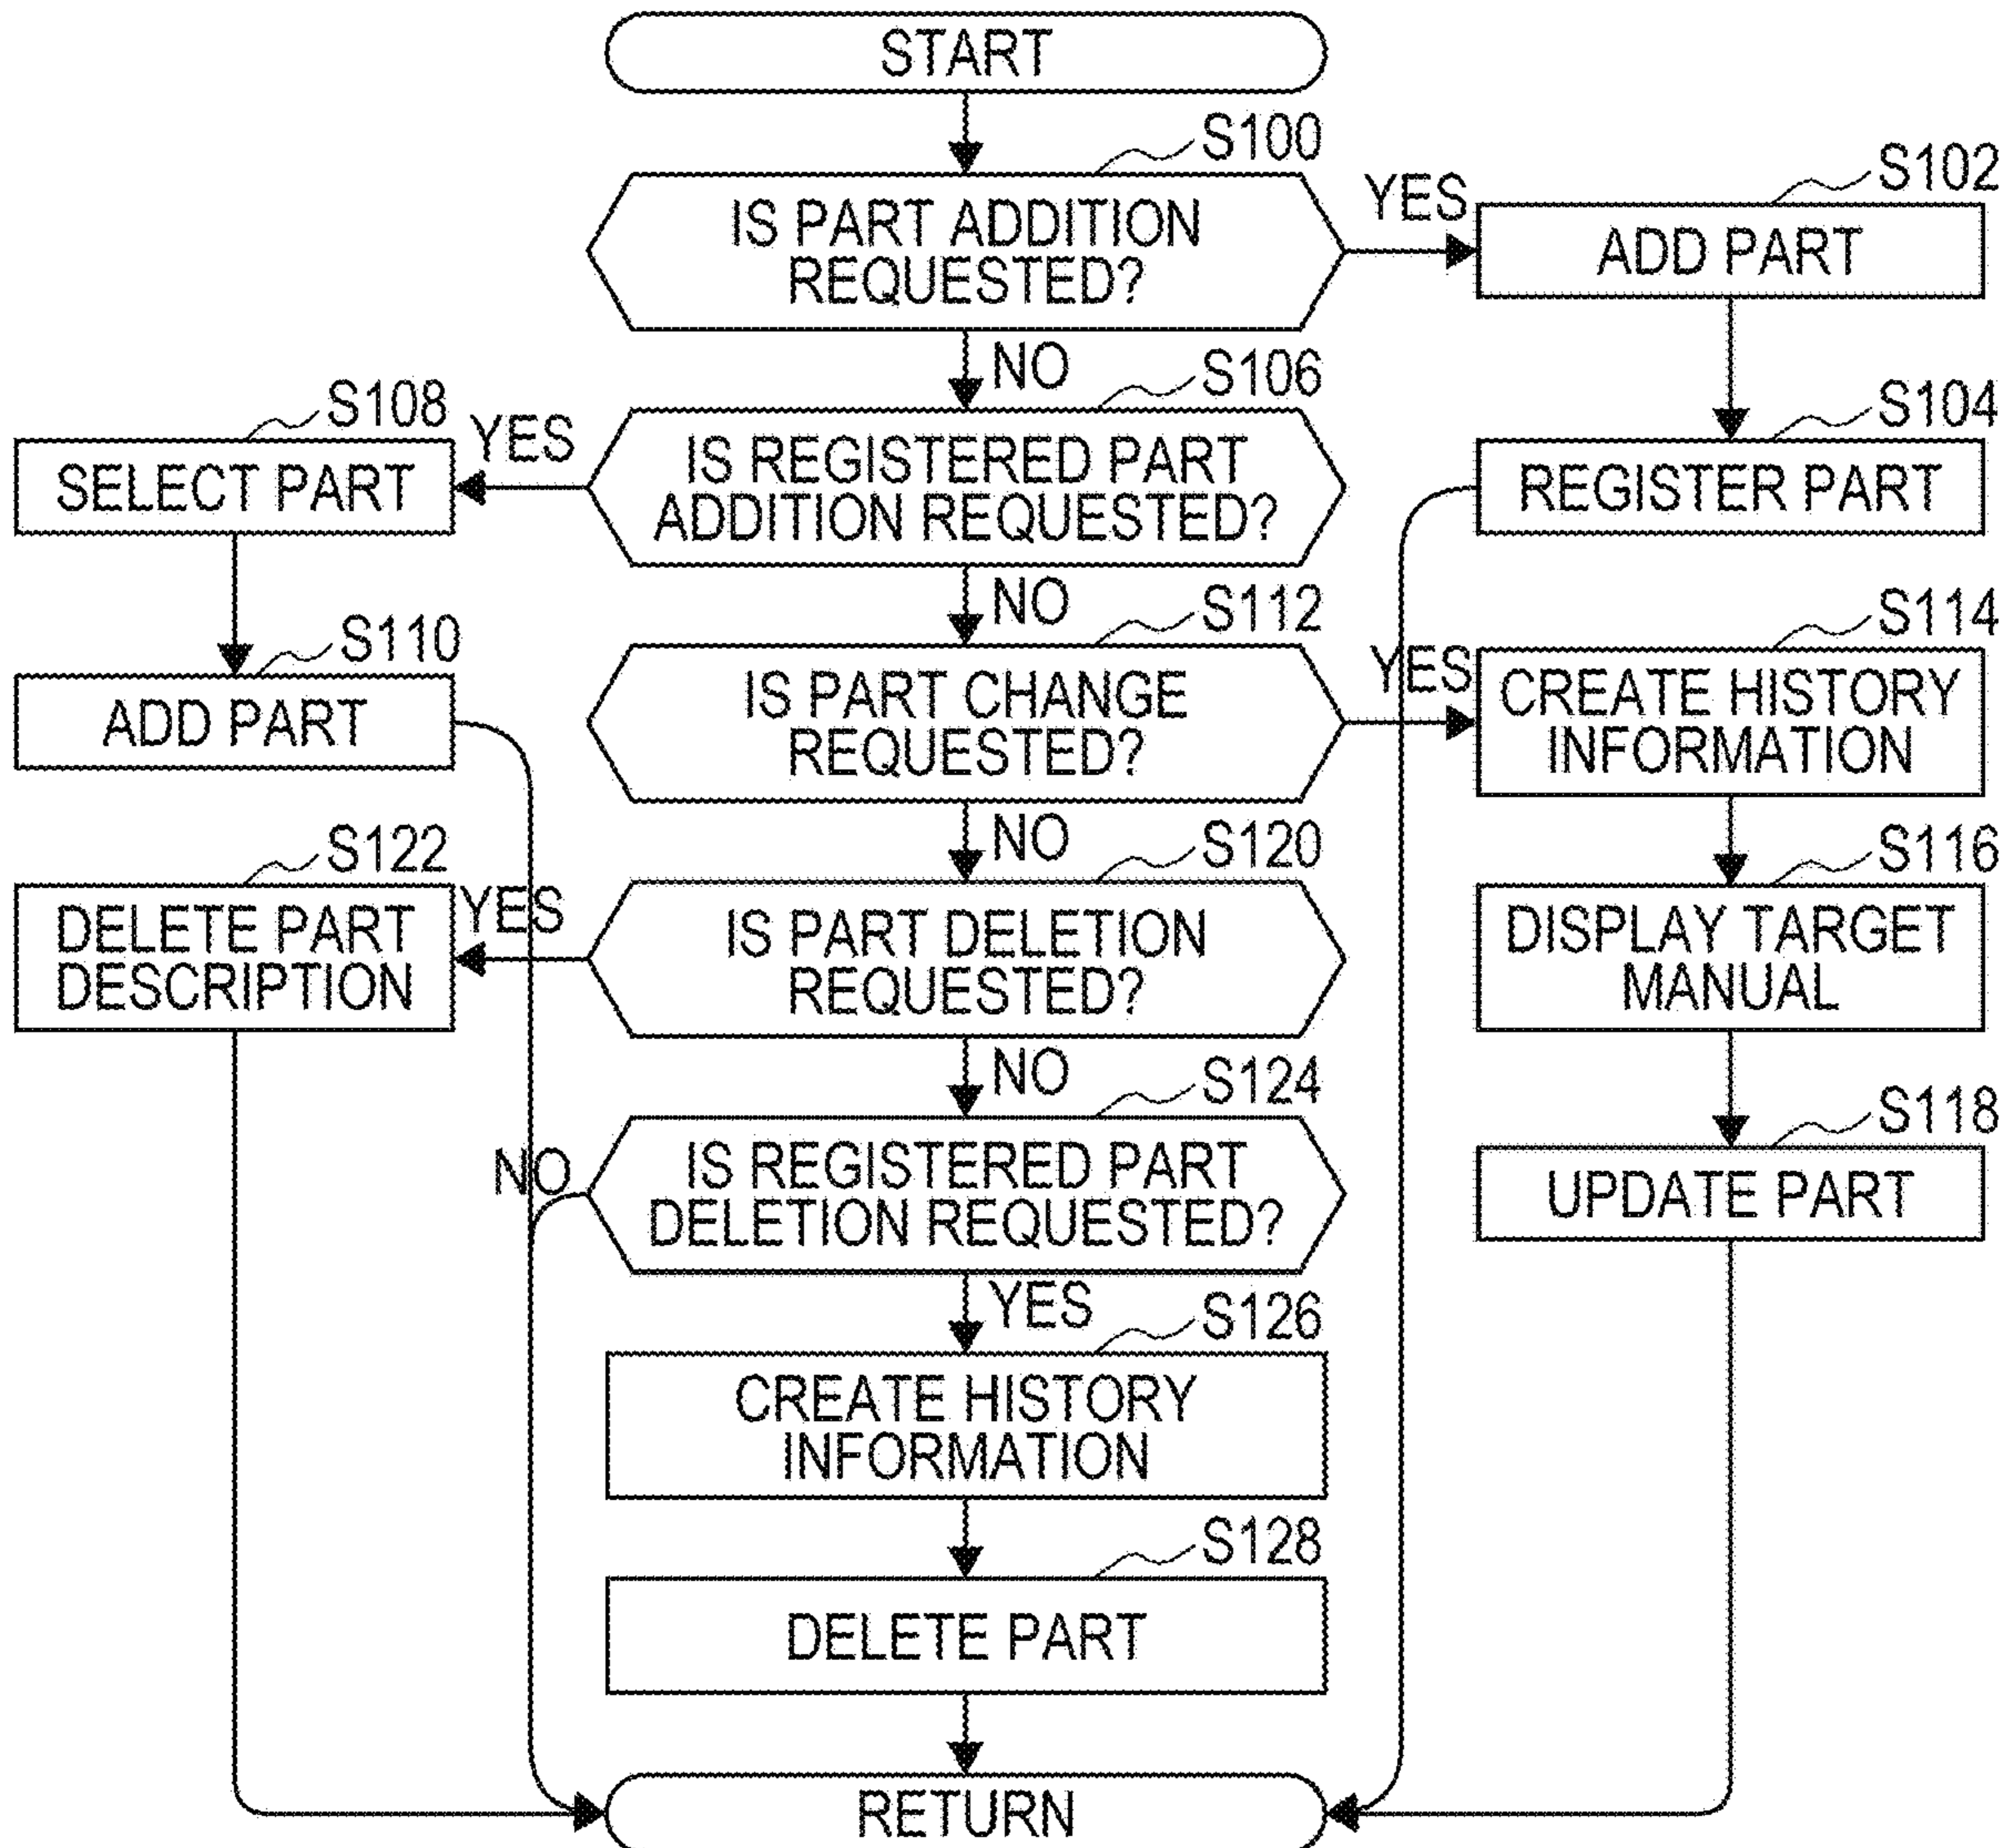 START
S100
IS PART ADDITION
REQUESTED?
YES
S102
ADD PART
NO
S106
IS REGISTERED PART
ADDITION REQUESTED?
YES
S108
SELECT PART
S104
REGISTER PART
NO
S110
ADD PART
S112
IS PART CHANGE
REQUESTED?
YES
S114
CREATE HISTORY
INFORMATION
NO
S120
IS PART DELETION
REQUESTED?
YES
S122
DELETE PART
DESCRIPTION
S116
DISPLAY TARGET
MANUAL
NO
S124
IS REGISTERED PART
DELETION REQUESTED?
NO
S118
UPDATE PART
YES
S126
CREATE HISTORY
INFORMATION
S128
DELETE PART
RETURN